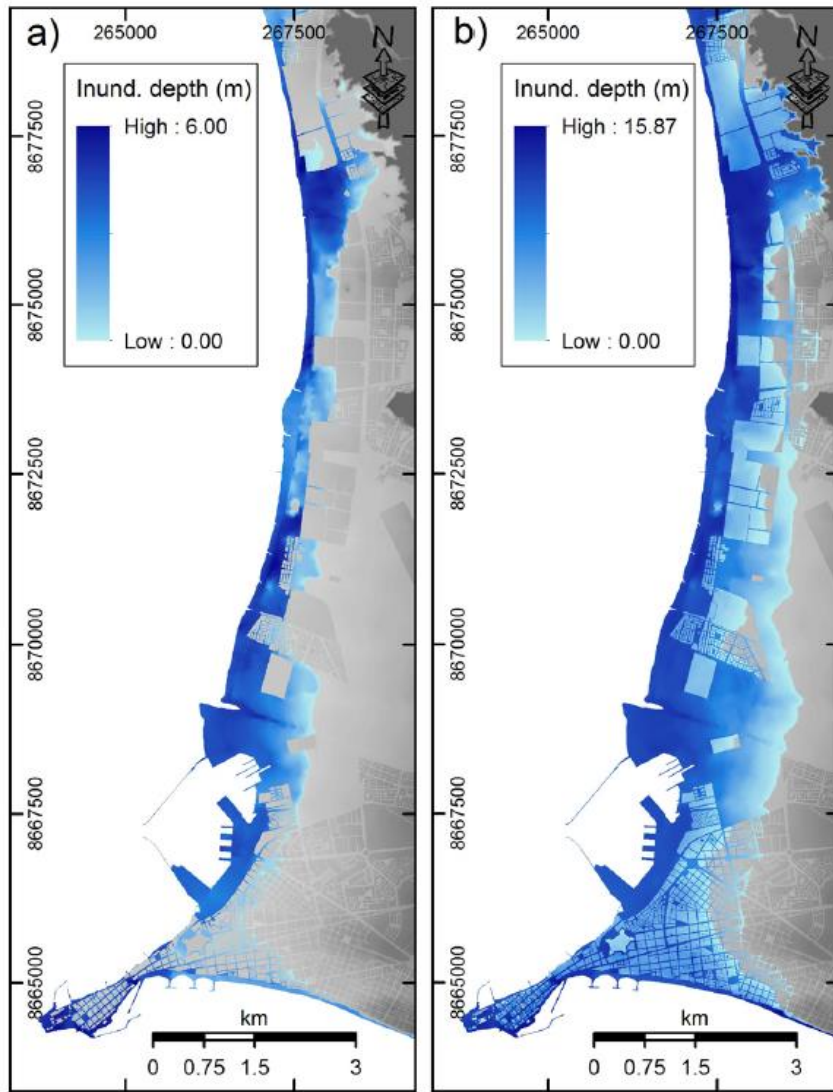 a)
265000
267500
N
Inund. depth (m)
High : 6.00
Low : 0.00
8677500
8675000
8672500
8670000
8667500
8665000
km
0 0.75 1.5 3
b)
265000
267500
N
Inund. depth (m)
High : 15.87
Low : 0.00
8677500
8675000
8672500
8670000
8667500
8665000
km
0 0.75 1.5 3